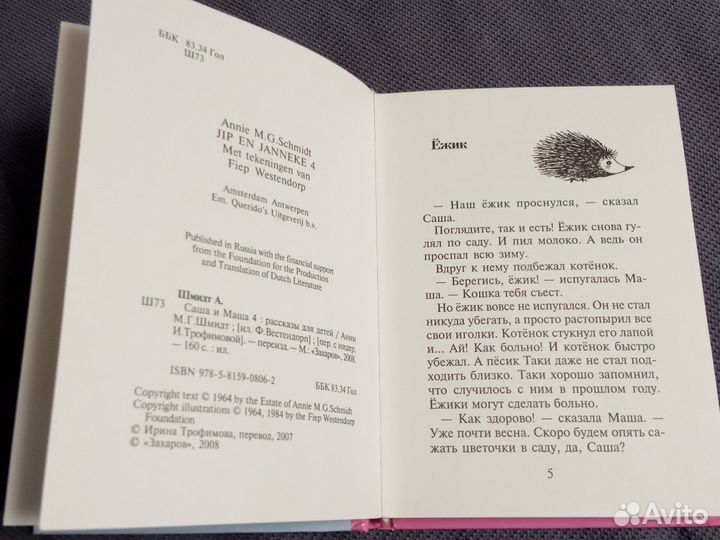 ББК 83.34 Гол
Ш73
Annie M.G.Schmidt
JIP EN JANNEKE 4
Met tekeningen van
Fiep Westendorp
Amsterdam Antwerpen
Em. Querido's Uitgeverij b.v.
Published in Russia with the financial support
from the Foundation for the Production
and Translation of Dutch Literature
Шмидт А.
Ш73 Саша и Маша 4 : рассказы для детей / Анни
М.Г.Шмидт ; [ил. Ф.Вестендорп] ; [пер. с нидер.
И.Трофимовой]. — переизд. — М.: «Захаров», 2008.
— 160 с. : ил.
ISBN 978-5-8159-0806-2
ББК 83.34 Гол
Copyright text © 1964 by the Estate of Annie M.G.Schmidt
Copyright illustrations © 1964, 1984 by the Fiep Westendorp
Foundation
© Ирина Трофимова, перевод, 2007
© «Захаров», 2008
Ёжик
— Наш ёжик проснулся, — сказал
Саша.
Поглядите, так и есть! Ёжик снова гу-
лял по саду. И пил молоко. А ведь он
проспал всю зиму.
Вдруг к нему подбежал котёнок.
— Берегись, ёжик! — испугалась Ма-
ша. — Кошка тебя съест.
Но ёжик вовсе не испугался. Он не стал
никуда убегать, а просто растопырил все
свои иголки. Котёнок стукнул его лапой
и... Ай! Как больно! И котёнок быстро
убежал. А пёсик Таки даже не стал под-
ходить близко. Таки хорошо запомнил,
что случилось с ним в прошлом году.
Ёжики могут сделать больно.
— Как здорово! — сказала Маша. —
Уже почти весна. Скоро будем опять са-
жать цветочки в саду, да, Саша?
5
Avito